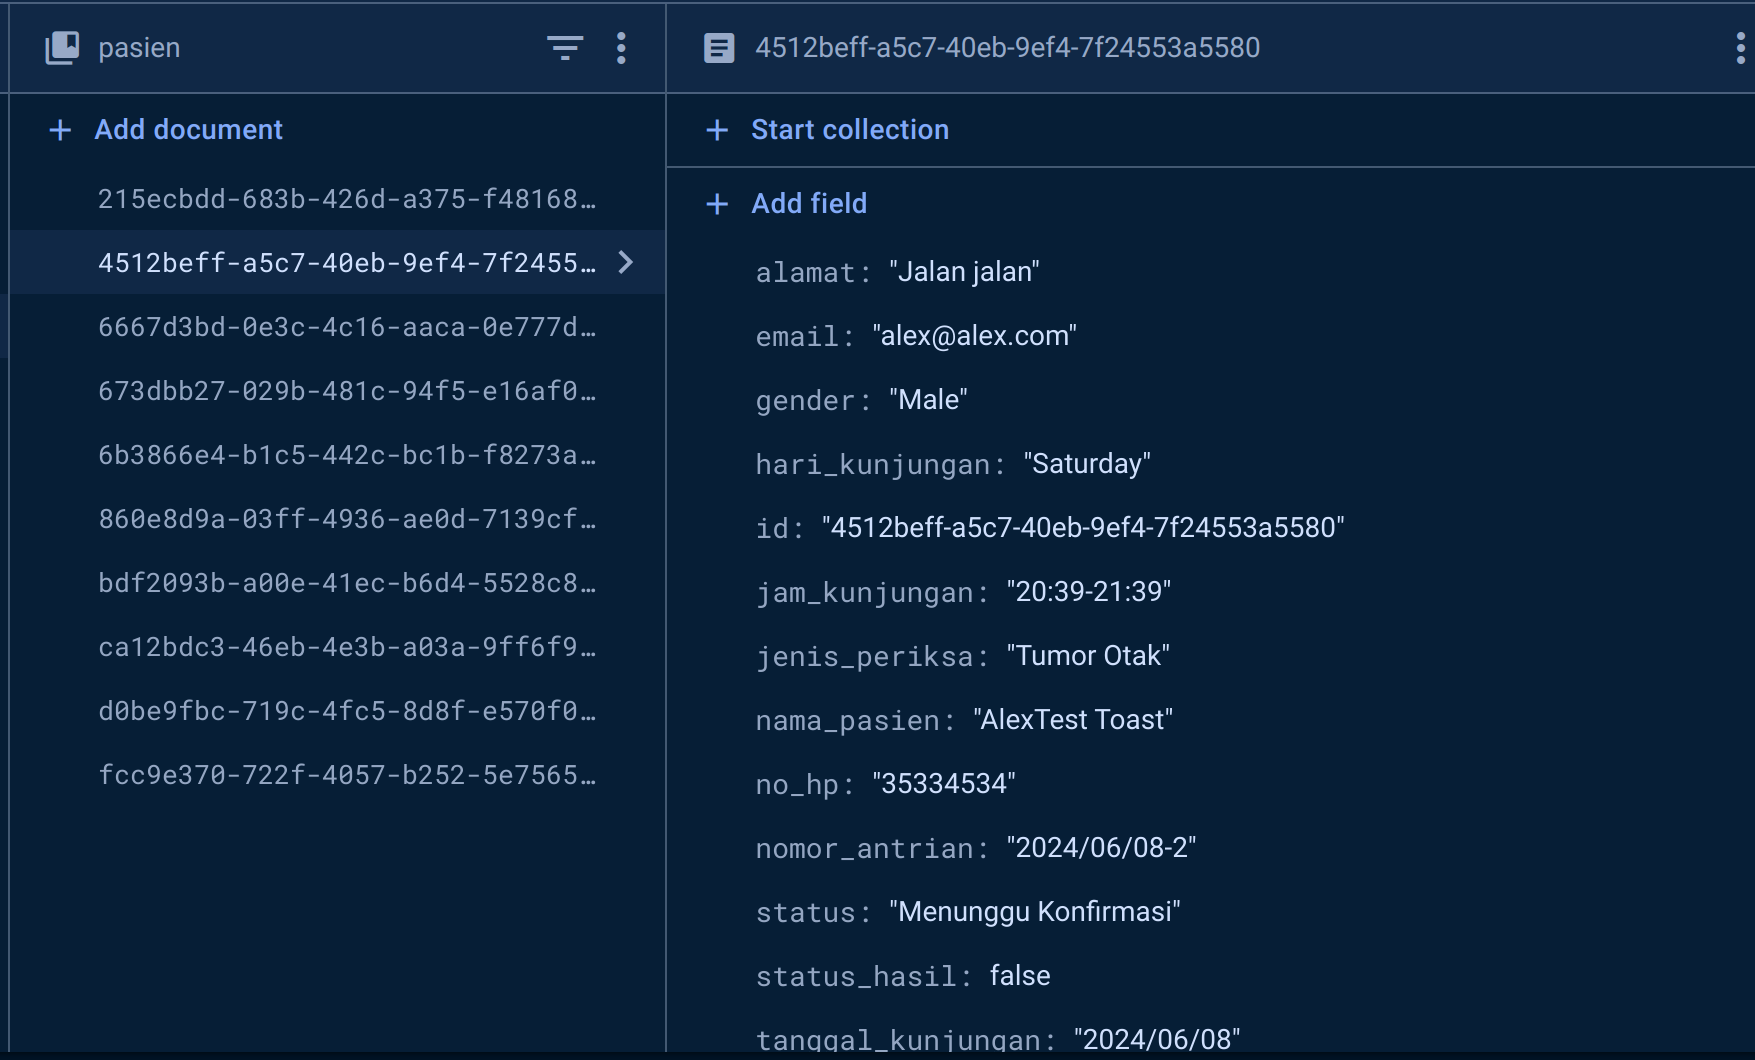 pasien
Add document
215ecbdd-683b-426d-a375-f48168…
4512beff-a5c7-40eb-9ef4-7f2455…
6667d3bd-0e3c-4c16-aaca-0e777d…
673dbb27-029b-481c-94f5-e16af0…
6b3866e4-b1c5-442c-bc1b-f8273a…
860e8d9a-03ff-4936-ae0d-7139cf…
bdf2093b-a00e-41ec-b6d4-5528c8…
ca12bdc3-46eb-4e3b-a03a-9ff6f9…
d0be9fbc-719c-4fc5-8d8f-e570f0…
fcc9e370-722f-4057-b252-5e7565…
4512beff-a5c7-40eb-9ef4-7f24553a5580
Start collection
Add field
alamat: "Jalan jalan"
email: "alex@alex.com"
gender: "Male"
hari_kunjungan: "Saturday"
id: "4512beff-a5c7-40eb-9ef4-7f24553a5580"
jam_kunjungan: "20:39-21:39"
jenis_periksa: "Tumor Otak"
nama_pasien: "AlexTest Toast"
no_hp: "35334534"
nomor_antrian: "2024/06/08-2"
status: "Menunggu Konfirmasi"
status_hasil: false
tanggal_kunjungan: "2024/06/08"